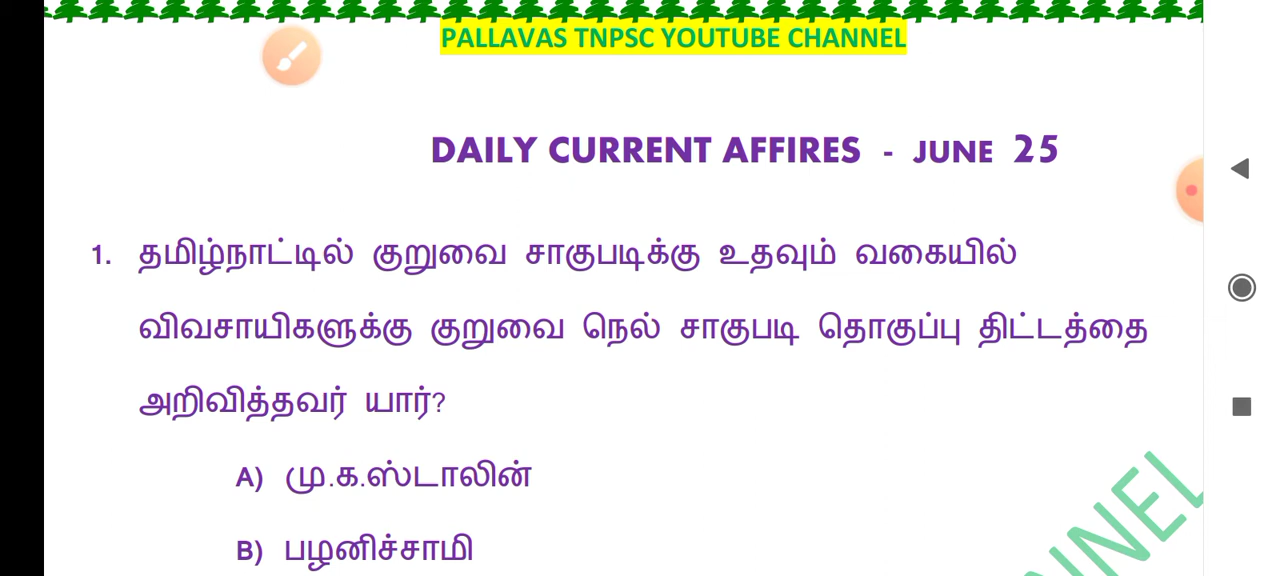 PALLAVAS TNPSC YOUTUBE CHANNEL
DAILY CURRENT AFFIRES - JUNE 25
1. தமிழ்நாட்டில் குறுவை சாகுபடிக்கு உதவும் வகையில்
விவசாயிகளுக்கு குறுவை நெல் சாகுபடி தொகுப்பு திட்டத்தை
அறிவித்தவர் யார்?
A) மு.க.ஸ்டாலின்
B) பழனிச்சாமி